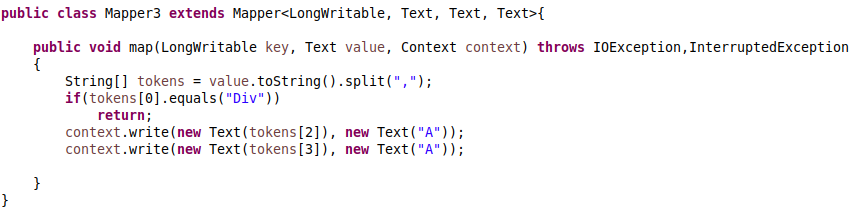 public class Mapper3 extends Mapper<LongWritable, Text, Text, Text>{
public void map(LongWritable key, Text value, Context context) throws IOException,InterruptedException
{
String[] tokens = value.toString().split(",");
if(tokens[0].equals("Div"))
return;
context.write(new Text(tokens[2]), new Text("A"));
context.write(new Text(tokens[3]), new Text("A"));
}
}